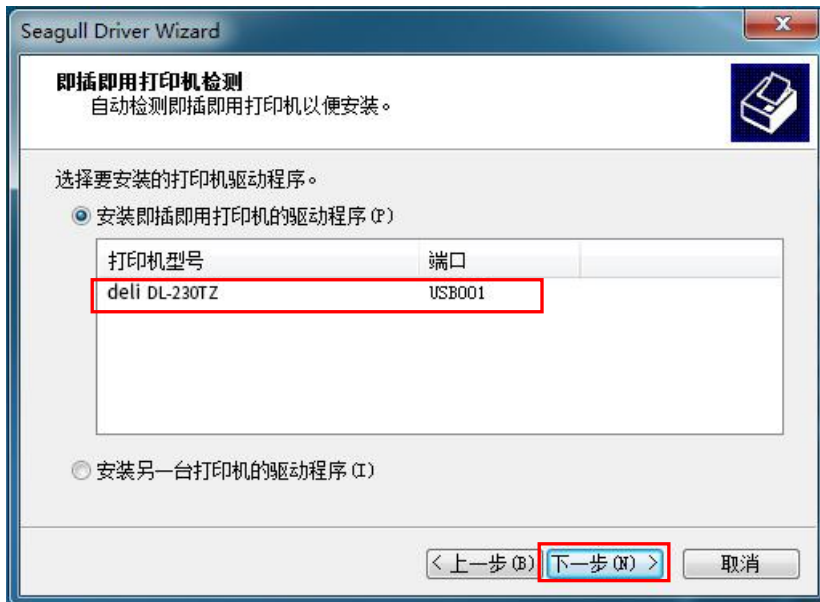 Seagull Driver Wizard
即插即用打印机检测
自动检测即插即用打印机以便安装。
选择要安装的打印机驱动程序。
安装即插即用打印机的驱动程序(P)
打印机型号 端口
deli DL-230TZ USB001
安装另一台打印机的驱动程序(I)
< 上一步(B) 下一步(N) > 取消